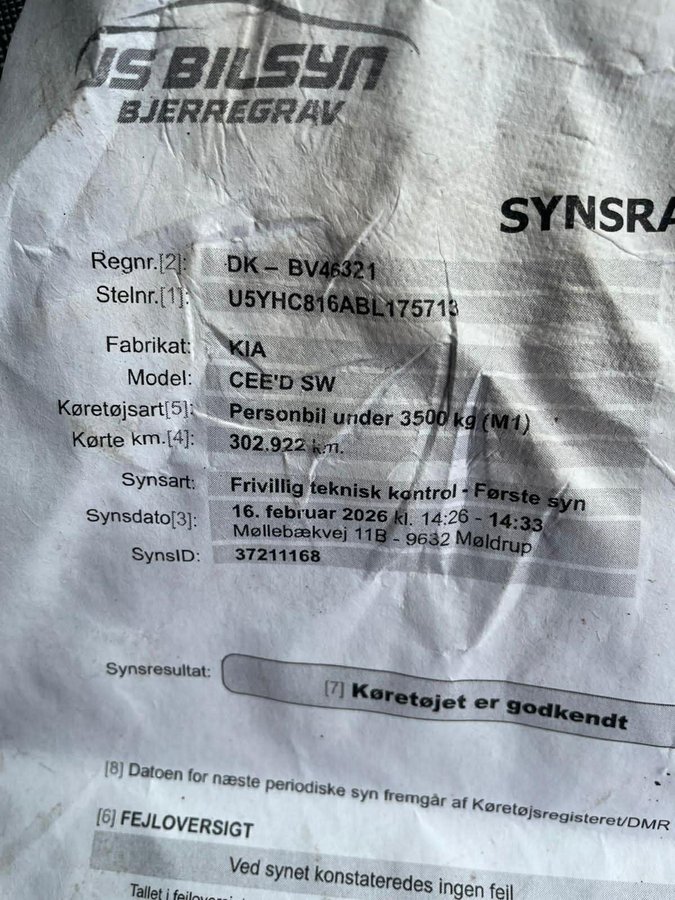 JS BILSYN
BJERREGRAV
SYNSRA
Regnr.[2]: DK – BV46321
Stelnr.[1]: U5YHC816ABL175713
Fabrikat: KIA
Model: CEE'D SW
Køretøjsart[5]: Personbil under 3500 kg (M1)
Kørte km.[4]: 302.922 km.
Synsart: Frivillig teknisk kontrol - Første syn
Synsdato[3]: 16. februar 2026 kl. 14:26 - 14:33
Møllebækvej 11B - 9632 Møldrup
SynsID: 37211168
Synsresultat: [7] Køretøjet er godkendt
[8] Datoen for næste periodiske syn fremgår af Køretøjsregisteret/DMR
[6] FEJLOVERSIGT
Ved synet konstateredes ingen fejl
Tallet i